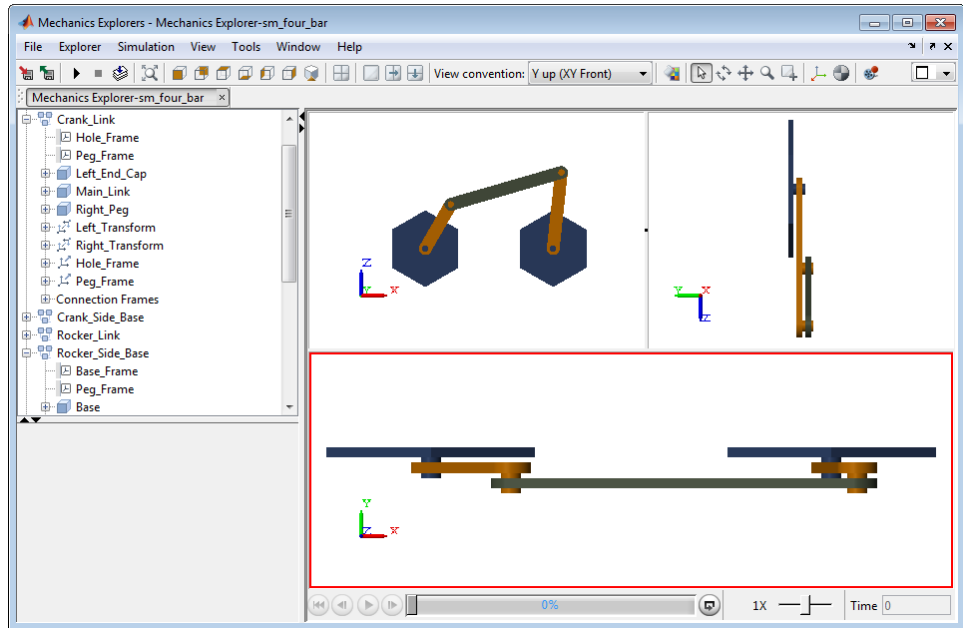 Mechanics Explorers - Mechanics Explorer-sm_four_bar
File Explorer Simulation View Tools Window Help
View convention: Y up (XY Front)
Mechanics Explorer-sm_four_bar ×
Crank_Link
Hole_Frame
Peg_Frame
Left_End_Cap
Main_Link
Right_Peg
Left_Transform
Right_Transform
Hole_Frame
Peg_Frame
Connection Frames
Crank_Side_Base
Rocker_Link
Rocker_Side_Base
Base_Frame
Peg_Frame
Base
Z
Y X
Y X
Z
Y
Z X
0% 1X Time 0